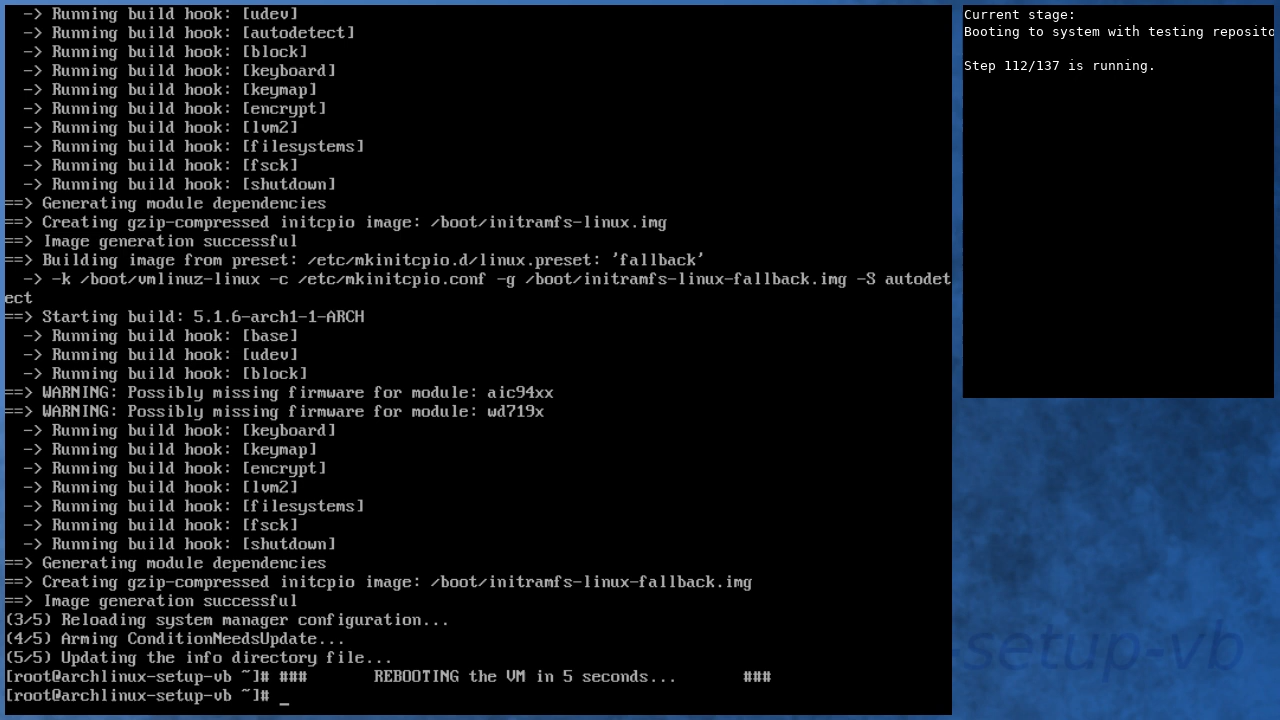 -> Running build hook: [udev]
-> Running build hook: [autodetect]
-> Running build hook: [block]
-> Running build hook: [keyboard]
-> Running build hook: [keymap]
-> Running build hook: [encrypt]
-> Running build hook: [lvm2]
-> Running build hook: [filesystems]
-> Running build hook: [fsck]
-> Running build hook: [shutdown]
==> Generating module dependencies
==> Creating gzip-compressed initcpio image: /boot/initramfs-linux.img
==> Image generation successful
==> Building image from preset: /etc/mkinitcpio.d/linux.preset: 'fallback'
-> -k /boot/vmlinuz-linux -c /etc/mkinitcpio.conf -g /boot/initramfs-linux-fallback.img -S autodet
ect
==> Starting build: 5.1.6-arch1-1-ARCH
-> Running build hook: [base]
-> Running build hook: [udev]
-> Running build hook: [block]
==> WARNING: Possibly missing firmware for module: aic94xx
==> WARNING: Possibly missing firmware for module: wd719x
-> Running build hook: [keyboard]
-> Running build hook: [keymap]
-> Running build hook: [encrypt]
-> Running build hook: [lvm2]
-> Running build hook: [filesystems]
-> Running build hook: [fsck]
-> Running build hook: [shutdown]
==> Generating module dependencies
==> Creating gzip-compressed initcpio image: /boot/initramfs-linux-fallback.img
==> Image generation successful
(3/5) Reloading system manager configuration...
(4/5) Arming ConditionNeedsUpdate...
(5/5) Updating the info directory file...
[root@archlinux-setup-vb ~]# ### REBOOTING the VM in 5 seconds... ###
[root@archlinux-setup-vb ~]# _
Current stage:
Booting to system with testing reposito
Step 112/137 is running.
-setup-vb